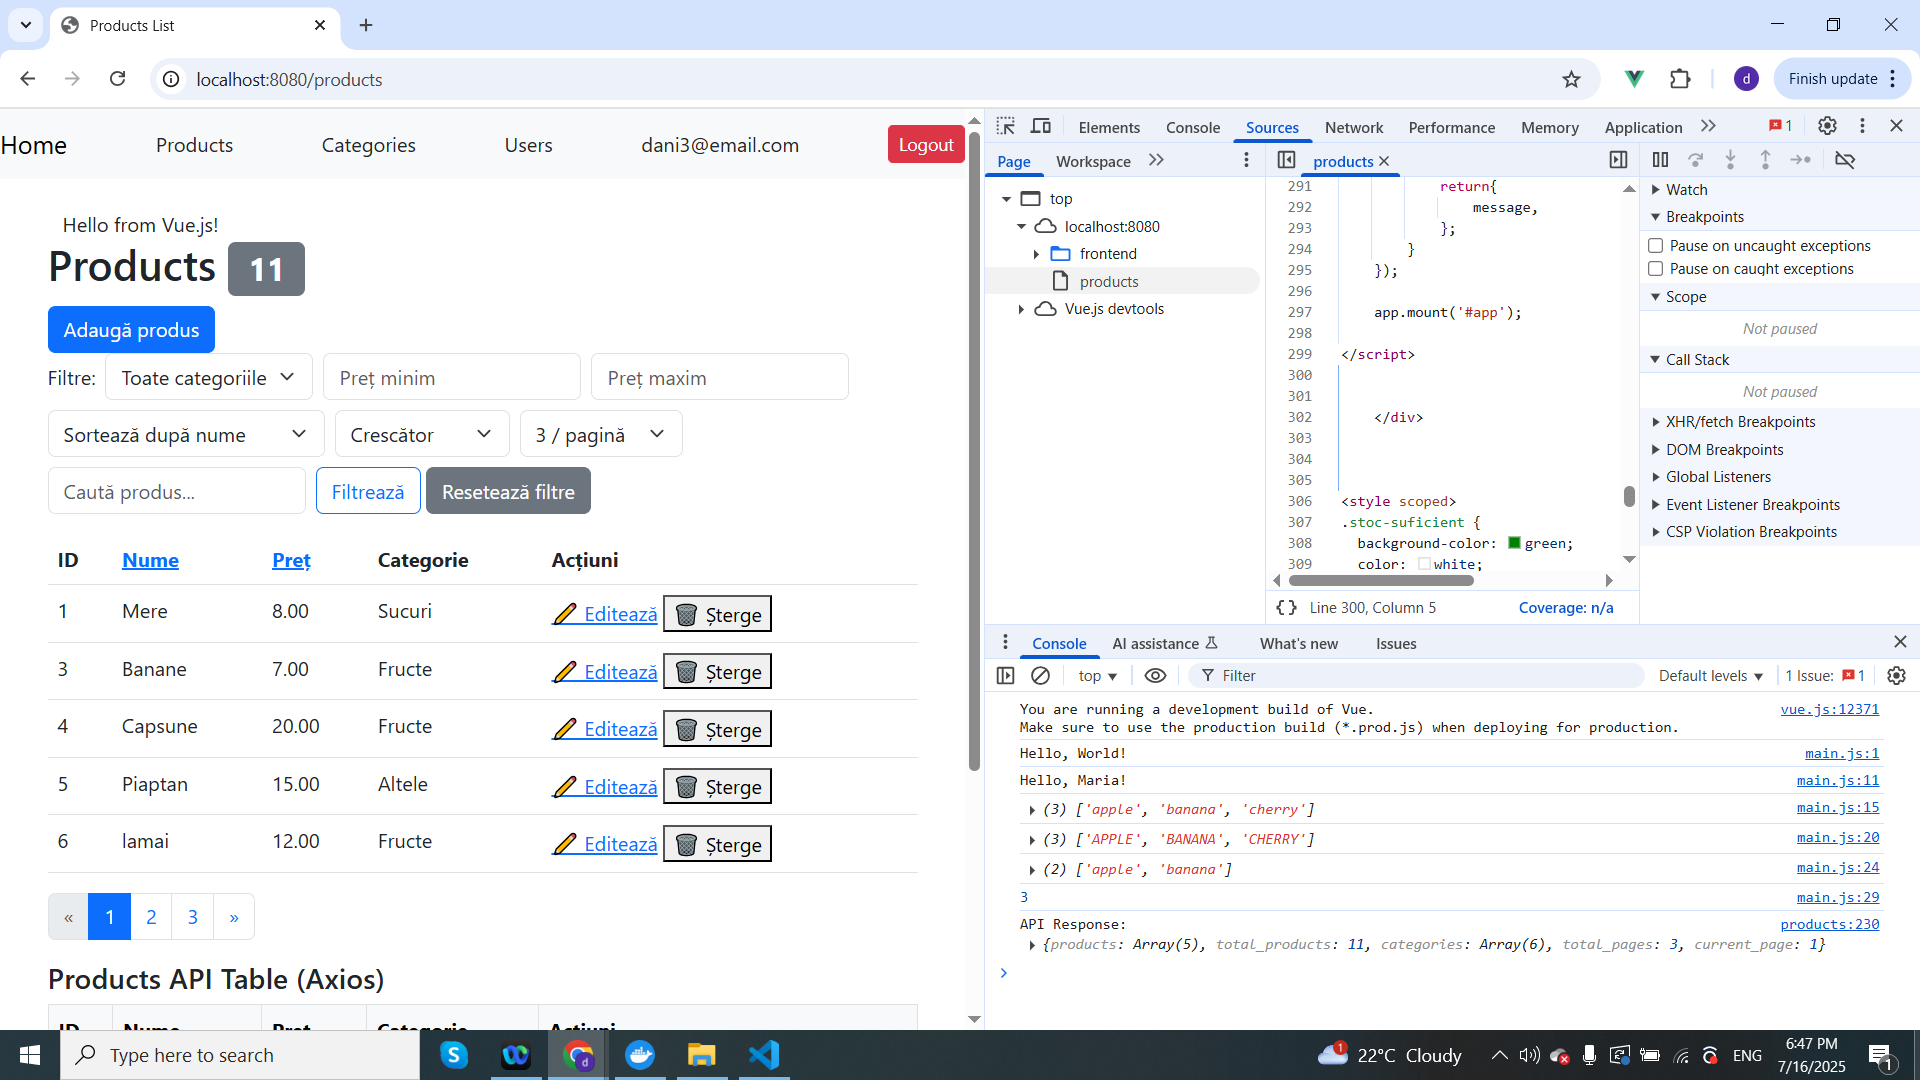 Products List
localhost:8080/products
d
Finish update
Home Products Categories Users dani3@email.com Logout
Hello from Vue.js!
Products 11
Adaugă produs
Filtre: Toate categoriile Preț minim Preț maxim
Sortează după nume Crescător 3 / pagină
Caută produs... Filtrează Resetează filtre
ID Nume Preț Categorie Acțiuni
1 Mere 8.00 Sucuri Editează Șterge
3 Banane 7.00 Fructe Editează Șterge
4 Capsune 20.00 Fructe Editează Șterge
5 Piaptan 15.00 Altele Editează Șterge
6 lamai 12.00 Fructe Editează Șterge
« 1 2 3 »
Products API Table (Axios)
ID Nume Preț Categorie Acțiuni
Elements Console Sources Network Performance Memory Application 1
Page Workspace
top
localhost:8080
frontend
products
Vue.js devtools
products
291 return{
292 message,
293 };
294 }
295 });
296
297 app.mount('#app');
298
299 </script>
300
301
302 </div>
303
304
305
306 <style scoped>
307 .stoc-suficient {
308 background-color: green;
309 color: white;
{} Line 300, Column 5 Coverage: n/a
Watch
Breakpoints
Pause on uncaught exceptions
Pause on caught exceptions
Scope
Not paused
Call Stack
Not paused
XHR/fetch Breakpoints
DOM Breakpoints
Global Listeners
Event Listener Breakpoints
CSP Violation Breakpoints
Console AI assistance What's new Issues
top Filter Default levels 1 Issue: 1
You are running a development build of Vue. vue.js:12371
Make sure to use the production build (*.prod.js) when deploying for production.
Hello, World! main.js:1
Hello, Maria! main.js:11
(3) ['apple', 'banana', 'cherry'] main.js:15
(3) ['APPLE', 'BANANA', 'CHERRY'] main.js:20
(2) ['apple', 'banana'] main.js:24
3 main.js:29
API Response: products:230
{products: Array(5), total_products: 11, categories: Array(6), total_pages: 3, current_page: 1}
Type here to search
1 22°C Cloudy
ENG
6:47 PM
7/16/2025
1